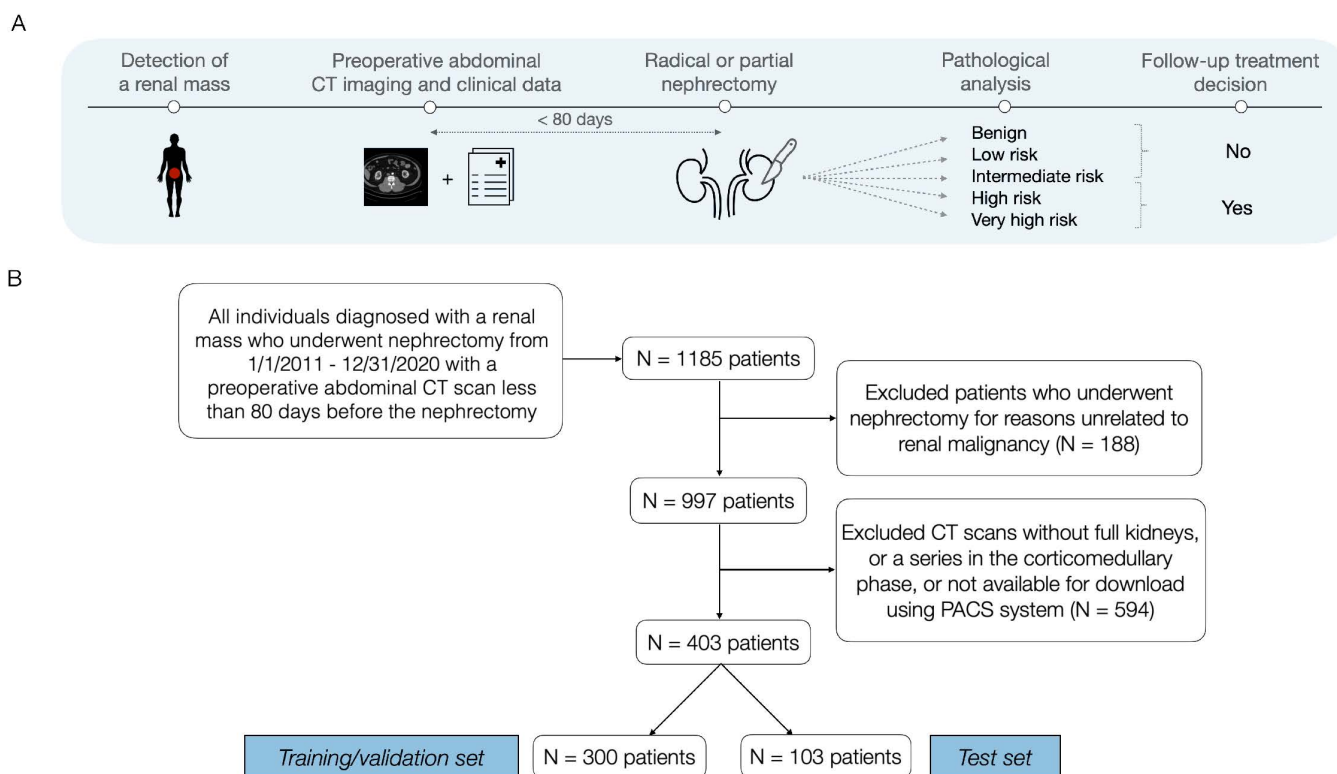 A
Detection of
a renal mass
Preoperative abdominal
CT imaging and clinical data
Radical or partial
nephrectomy
Pathological
analysis
Follow-up treatment
decision
< 80 days
+
Benign
Low risk
Intermediate risk
High risk
Very high risk
No
Yes
B
All individuals diagnosed with a renal
mass who underwent nephrectomy from
1/1/2011 - 12/31/2020 with a
preoperative abdominal CT scan less
than 80 days before the nephrectomy
N = 1185 patients
Excluded patients who underwent
nephrectomy for reasons unrelated to
renal malignancy (N = 188)
N = 997 patients
Excluded CT scans without full kidneys,
or a series in the corticomedullary
phase, or not available for download
using PACS system (N = 594)
N = 403 patients
Training/validation set
N = 300 patients
N = 103 patients
Test set